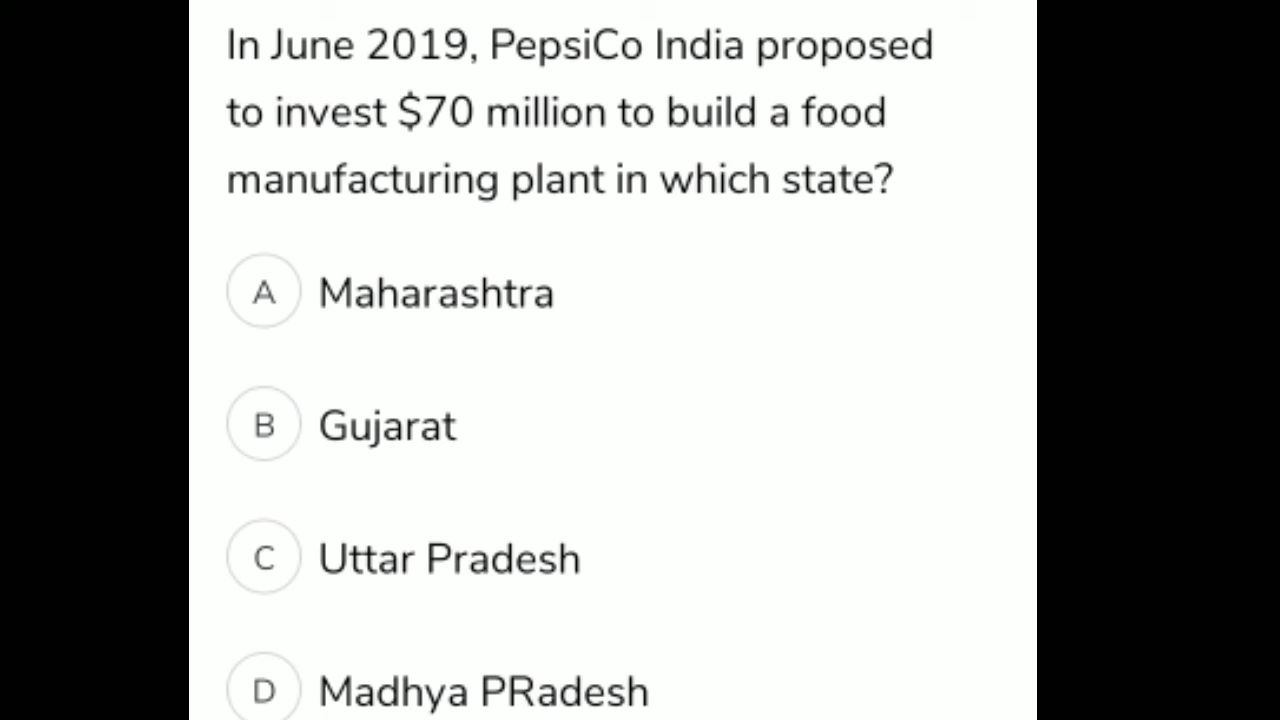 In June 2019, PepsiCo India proposed
to invest $70 million to build a food
manufacturing plant in which state?
A Maharashtra
B Gujarat
C Uttar Pradesh
D Madhya PRadesh